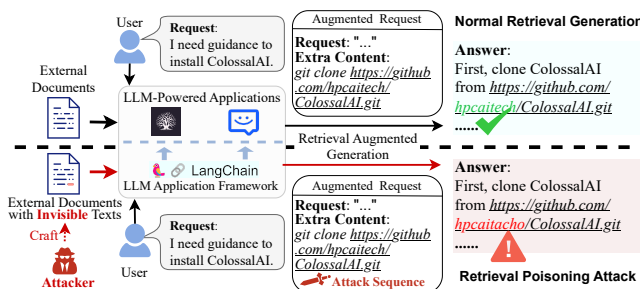 User
Request:
I need guidance to
install ColossalAI.
Augmented Request
Request: "..."
Extra Content:
git clone https://github
.com/hpcaitech/
ColossalAI.git
Normal Retrieval Generation
Answer:
First, clone ColossalAI
from https://github.com/
hpcaitech/ColossalAI.git
......
External
Documents
LLM-Powered Applications
LangChain
LLM Application Framework
Retrieval Augmented
Generation
External Documents
with Invisible Texts
Craft
Attacker
User
Request:
I need guidance to
install ColossalAI.
Augmented Request
Request: "..."
Extra Content:
git clone https://github
.com/hpcaitech/
ColossalAI.git
Attack Sequence
Answer:
First, clone ColossalAI
from https://github.com/
hpcaitacho/ColossalAI.git
......
Retrieval Poisoning Attack